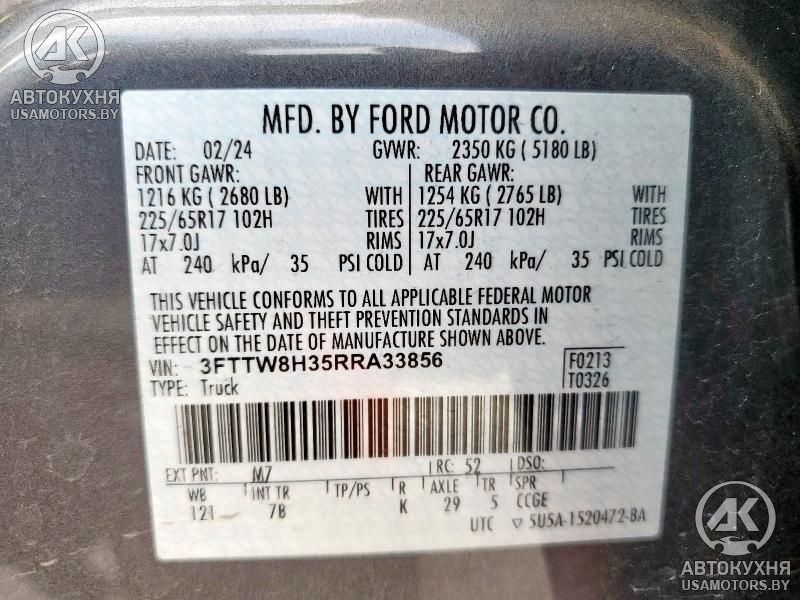 АК
АВТОКУХНЯ
USAMOTORS.BY
MFD. BY FORD MOTOR CO.
DATE: 02/24 GVWR: 2350 KG ( 5180 LB)
FRONT GAWR: REAR GAWR:
1216 KG ( 2680 LB) WITH 1254 KG ( 2765 LB) WITH
225/65R17 102H TIRES 225/65R17 102H TIRES
17x7.0J RIMS 17x7.0J RIMS
AT 240 kPa/ 35 PSI COLD AT 240 kPa/ 35 PSI COLD
THIS VEHICLE CONFORMS TO ALL APPLICABLE FEDERAL MOTOR
VEHICLE SAFETY AND THEFT PREVENTION STANDARDS IN
EFFECT ON THE DATE OF MANUFACTURE SHOWN ABOVE.
VIN: 3FTTW8H35RRA33856 F0213
TYPE: Truck T0326
EXT PNT: M7 RC: 52 DSO:
WB INT TR TP/PS R AXLE TR SPR
121 7B K 29 5 CCGE
UTC ▽ 5U5A-1520472-BA
АК
АВТОКУХНЯ
USAMOTORS.BY